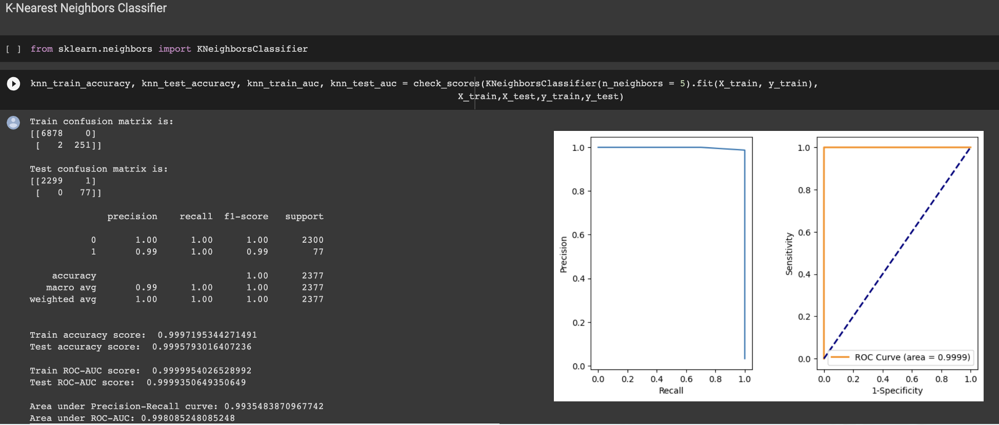 K-Nearest Neighbors Classifier
[ ] from sklearn.neighbors import KNeighborsClassifier
knn_train_accuracy, knn_test_accuracy, knn_train_auc, knn_test_auc = check_scores(KNeighborsClassifier(n_neighbors = 5).fit(X_train, y_train),
X_train,X_test,y_train,y_test)
Train confusion matrix is:
[[6878    0]
[   2  251]]
Test confusion matrix is:
[[2299    1]
[   0   77]]
precision    recall  f1-score   support
0       1.00      1.00      1.00      2300
1       0.99      1.00      0.99        77
accuracy                           1.00      2377
macro avg       0.99      1.00      1.00      2377
weighted avg       1.00      1.00      1.00      2377
Train accuracy score:  0.9997195344271491
Test accuracy score:  0.9995793016407236
Train ROC-AUC score:  0.9999954026528992
Test ROC-AUC score:  0.9999350649350649
Area under Precision-Recall curve: 0.9935483870967742
Area under ROC-AUC: 0.998085248085248
1.0
0.8
0.6
0.4
0.2
0.0
Precision
0.0 0.2 0.4 0.6 0.8 1.0
Recall
1.0
0.8
0.6
0.4
0.2
0.0
Sensitivity
ROC Curve (area = 0.9999)
0.0 0.2 0.4 0.6 0.8 1.0
1-Specificity